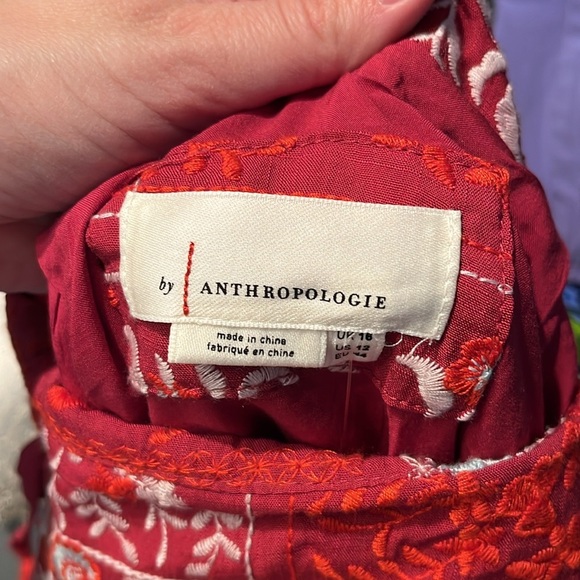 by ANTHROPOLOGIE
made in china
fabriqué en chine
UK 16
US 12
EU 44